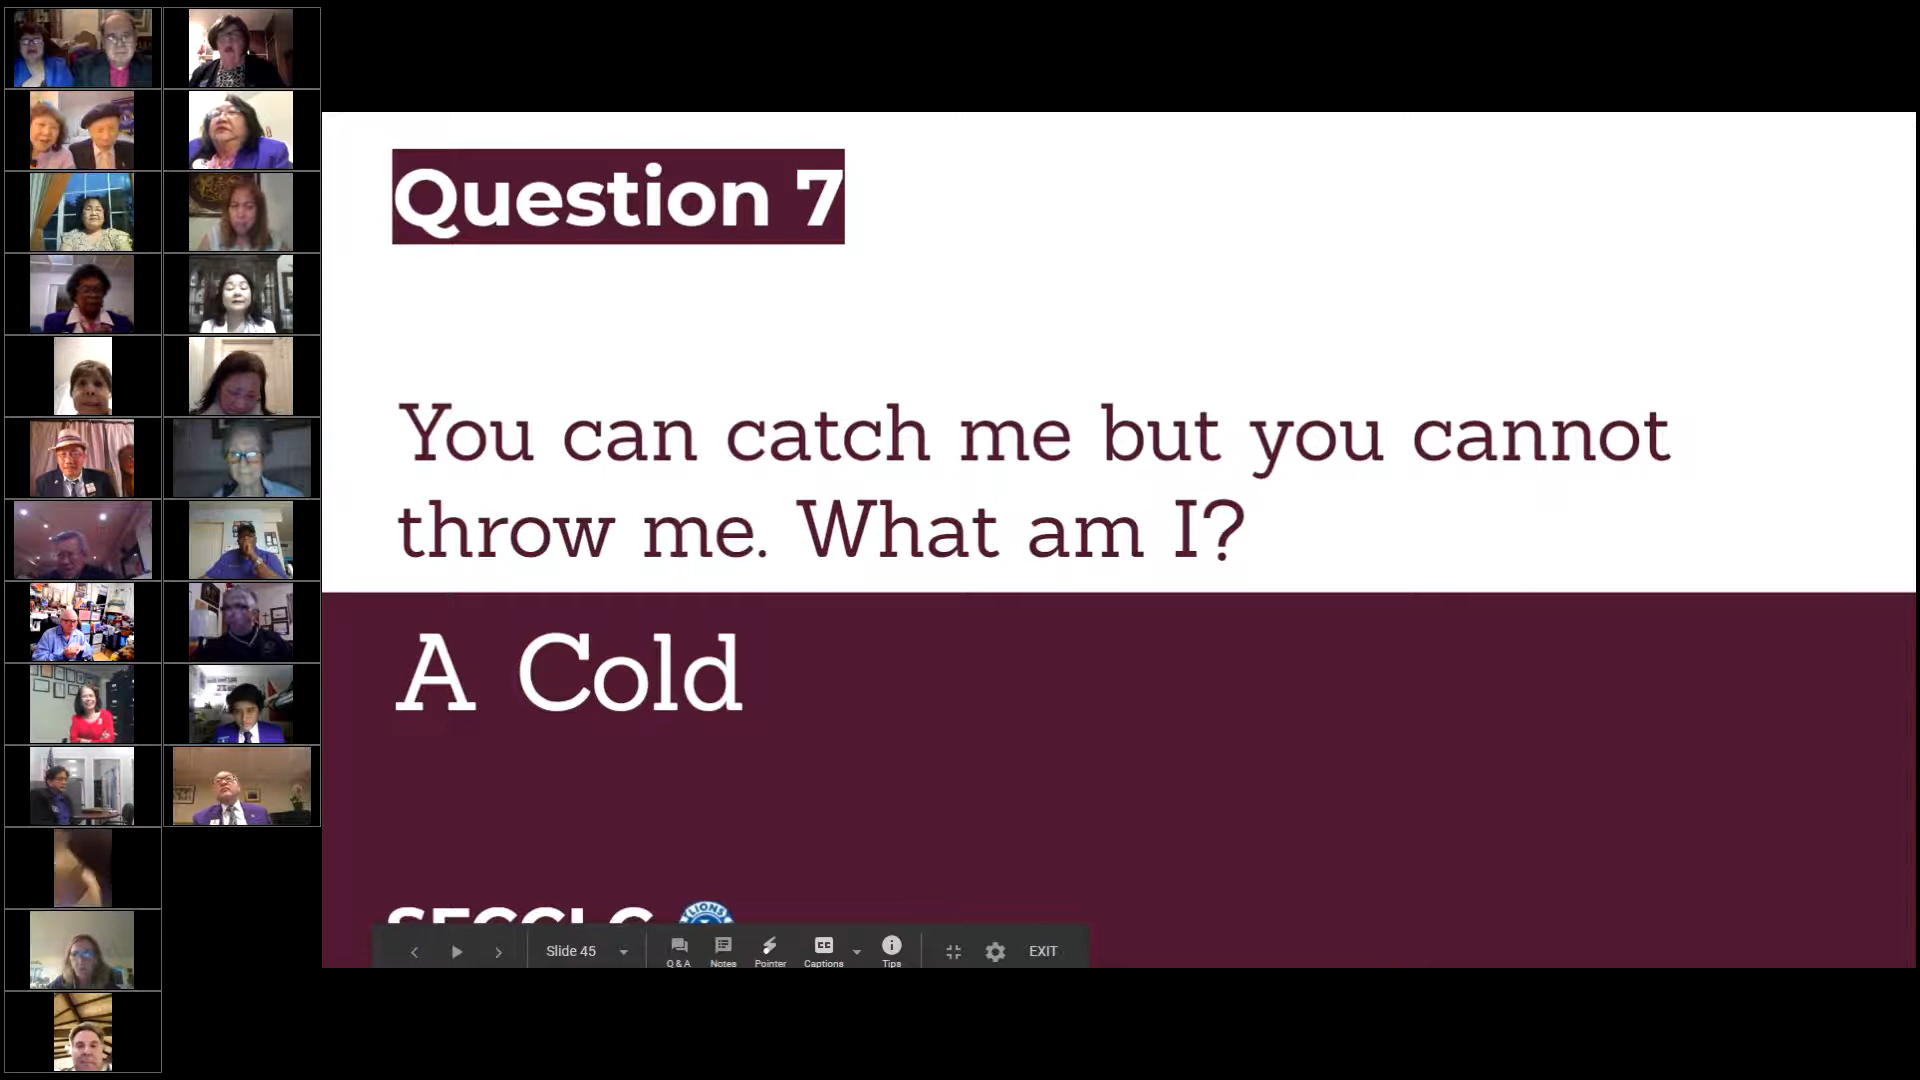 Question 7
You can catch me but you cannot
throw me. What am I?
A Cold
LIONS
Slide 45
Q & A Notes Pointer Captions Tips EXIT